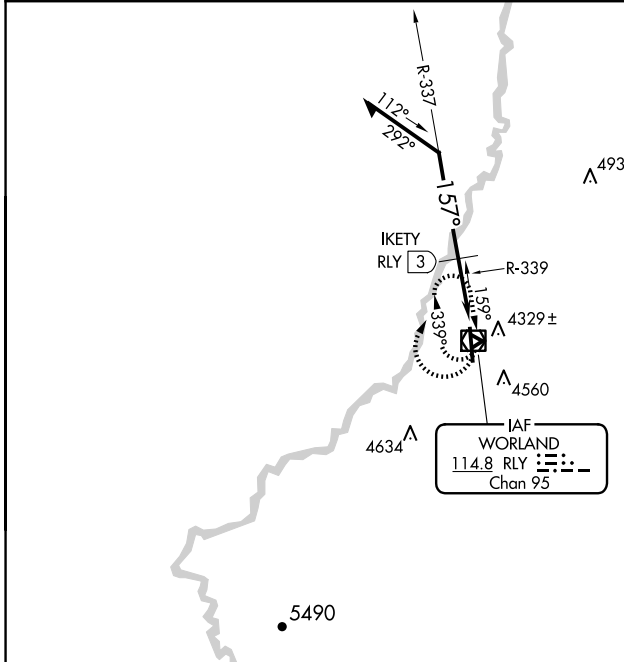 R-337
112°
292°
157°
493
IKETY
RLY 3
R-339
159°
339°
4329±
4560
4634
IAF
WORLAND
114.8 RLY
Chan 95
5490